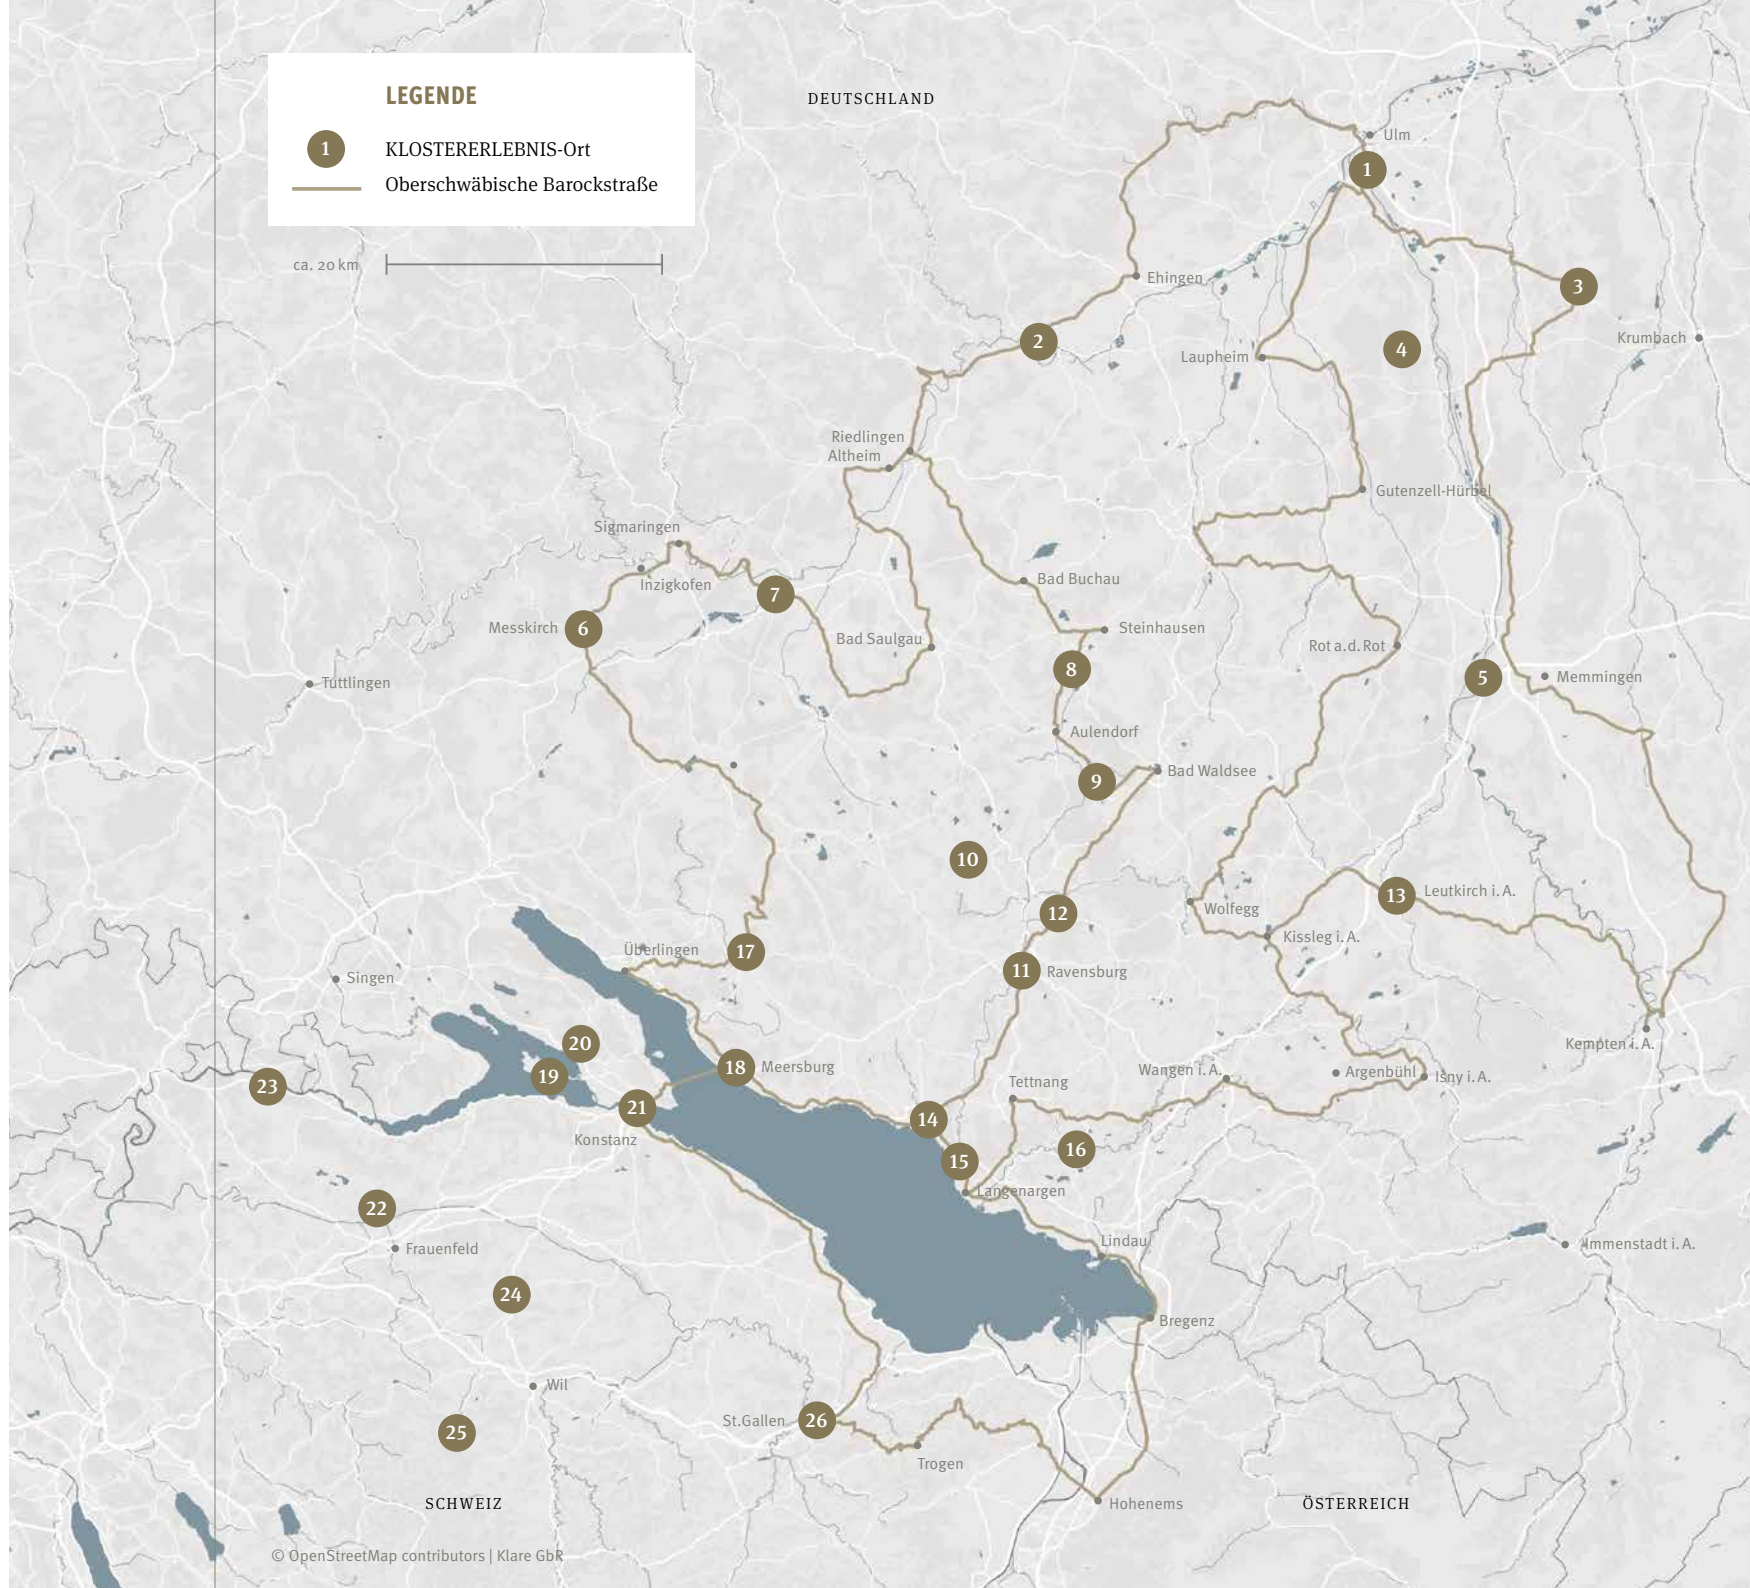 LEGENDE
DEUTSCHLAND
1 KLOSTERERLEBNIS-Ort
Oberschwäbische Barockstraße
Ulm
1
ca. 20 km
Ehingen
3
2
Krumbach
4
Laupheim
Riedlingen
Altheim
Gutenzell-Hürbel
Sigmaringen
Inzigkofen
Bad Buchau
7
Messkirch 6
Steinhausen
Bad Saulgau
Rot a.d. Rot
8
5
Memmingen
Tuttlingen
Aulendorf
Bad Waldsee
9
10
Leutkirch i. A.
13
12
Wolfegg
Kissleg i. A.
Überlingen
17
11 Ravensburg
Singen
20
Kempten i. A.
18 Meersburg
19
Wangen i. A.
Argenbühl
Isny i. A.
Tettnang
23
21
14
Konstanz
16
15
Langenargen
22
Lindau
Immenstadt i. A.
Frauenfeld
24
Bregenz
Wil
St.Gallen 26
25
Trogen
SCHWEIZ
Hohenems
ÖSTERREICH
© OpenStreetMap contributors | Klare GbR